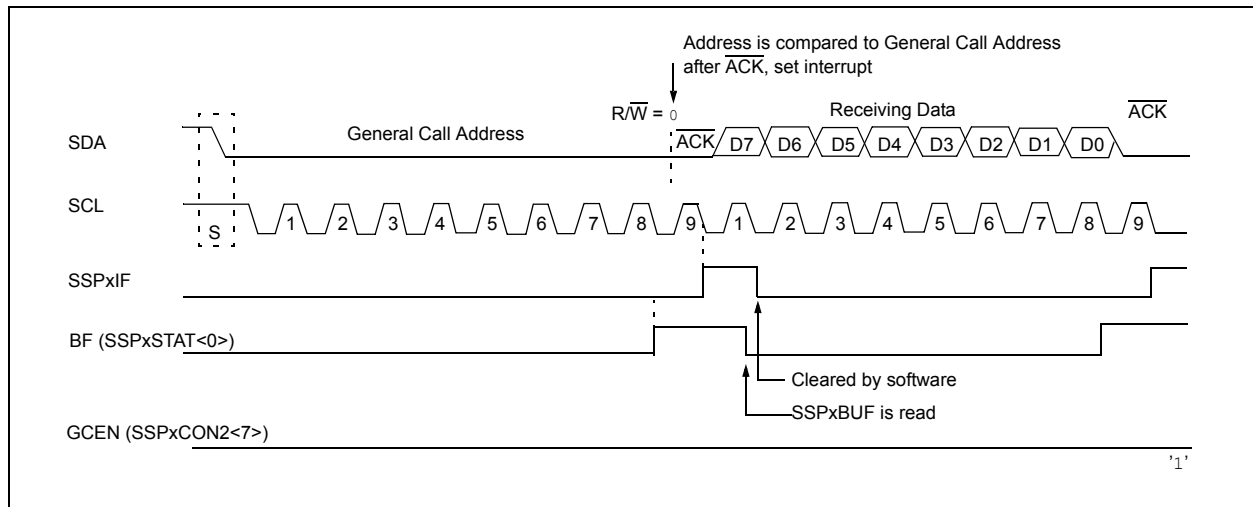 Address is compared to General Call Address
after ACK, set interrupt
R/W = 0
General Call Address
Receiving Data
ACK
SDA
ACK
D7 D6 D5 D4 D3 D2 D1 D0
SCL
S
1 2 3 4 5 6 7 8 9 1 2 3 4 5 6 7 8 9
SSPxIF
BF (SSPxSTAT<0>)
Cleared by software
SSPxBUF is read
GCEN (SSPxCON2<7>)
'1'